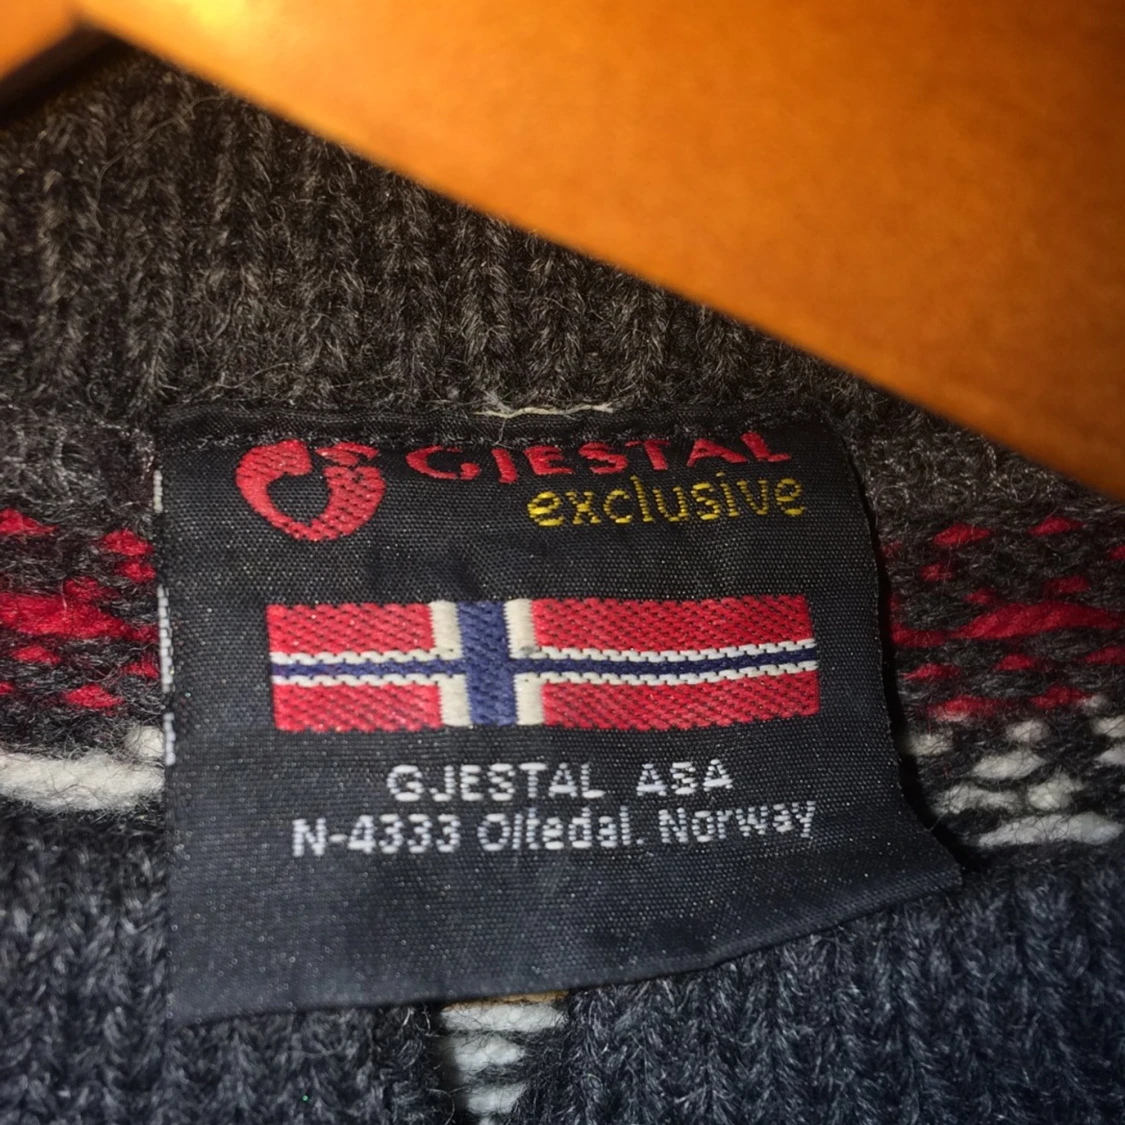 GJESTAL
exclusive
GJESTAL ASA
N-4333 Oltedal. Norway